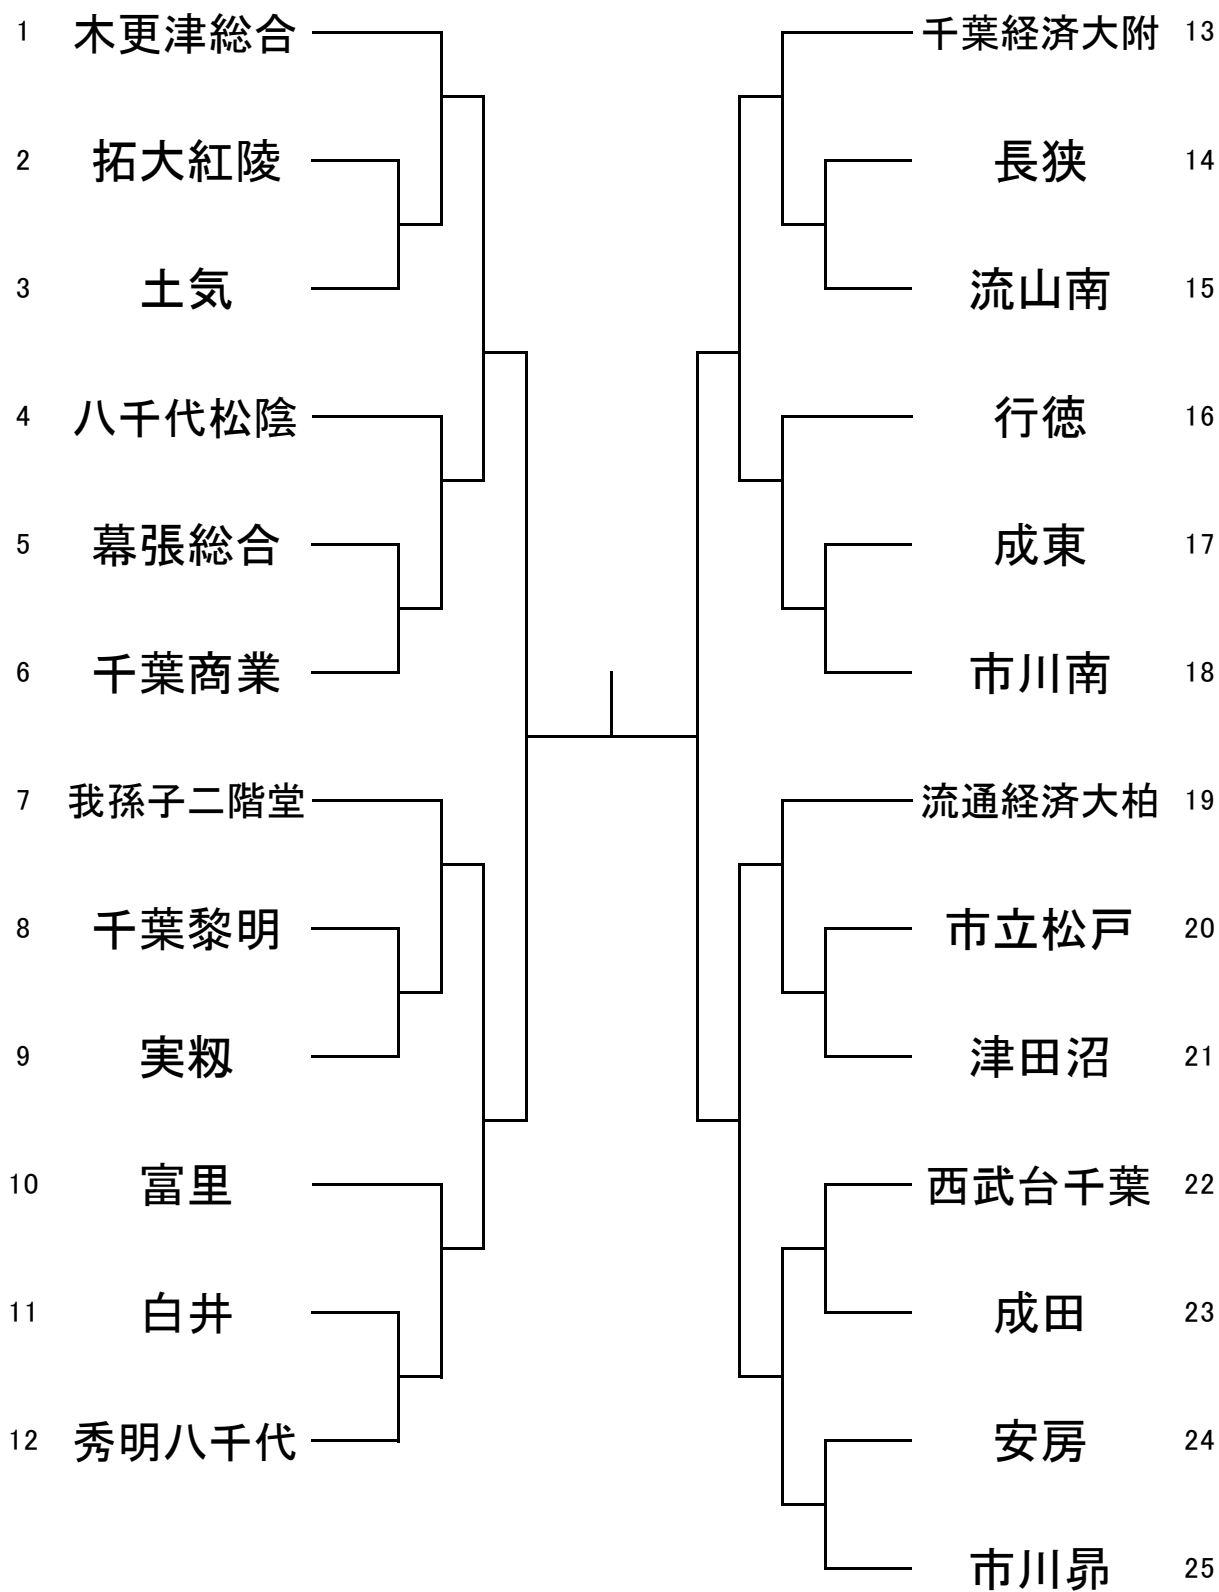 1 木更津総合
2 拓大紅陵
3 土気
4 八千代松陰
5 幕張総合
6 千葉商業
7 我孫子二階堂
8 千葉黎明
9 実籾
10 富里
11 白井
12 秀明八千代
千葉経済大附 13
長狭 14
流山南 15
行徳 16
成東 17
市川南 18
流通経済大柏 19
市立松戸 20
津田沼 21
西武台千葉 22
成田 23
安房 24
市川昴 25